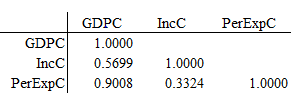 GDPC IncC PerExpC
GDPC 1.0000
IncC 0.5699 1.0000
PerExpC 0.9008 0.3324 1.0000